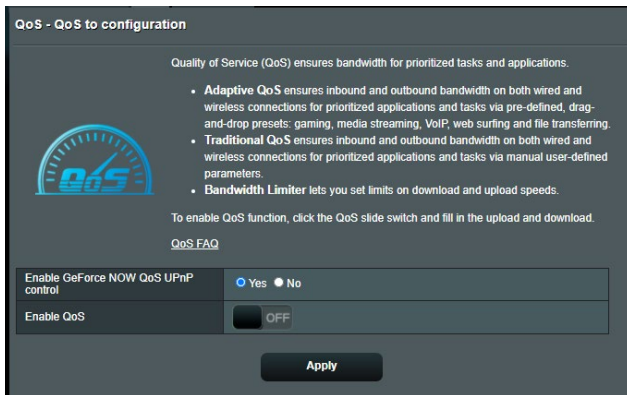 QoS - QoS to configuration
Quality of Service (QoS) ensures bandwidth for prioritized tasks and applications.
• Adaptive QoS ensures inbound and outbound bandwidth on both wired and
wireless connections for prioritized applications and tasks via pre-defined, drag-
and-drop presets: gaming, media streaming, VoIP, web surfing and file transferring.
• Traditional QoS ensures inbound and outbound bandwidth on both wired and
wireless connections for prioritized applications and tasks via manual user-defined
parameters.
• Bandwidth Limiter lets you set limits on download and upload speeds.
QoS
To enable QoS function, click the QoS slide switch and fill in the upload and download.
QoS FAQ
Enable GeForce NOW QoS UPnP
control
Yes No
Enable QoS
OFF
Apply